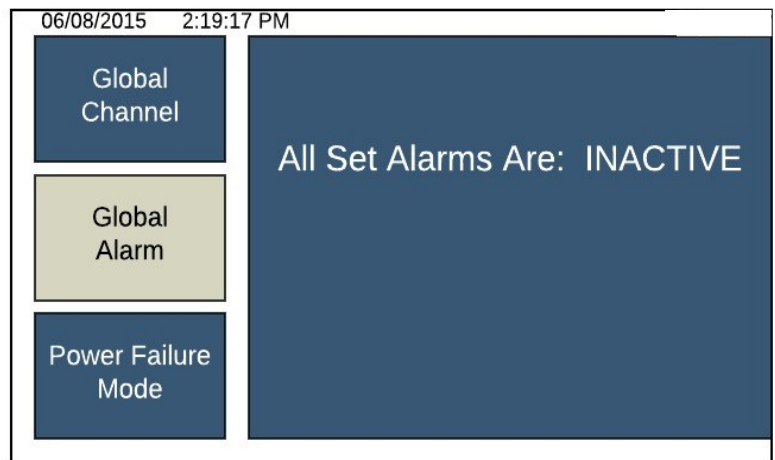 06/08/2015 2:19:17 PM
Global
Channel
All Set Alarms Are: INACTIVE
Global
Alarm
Power Failure
Mode